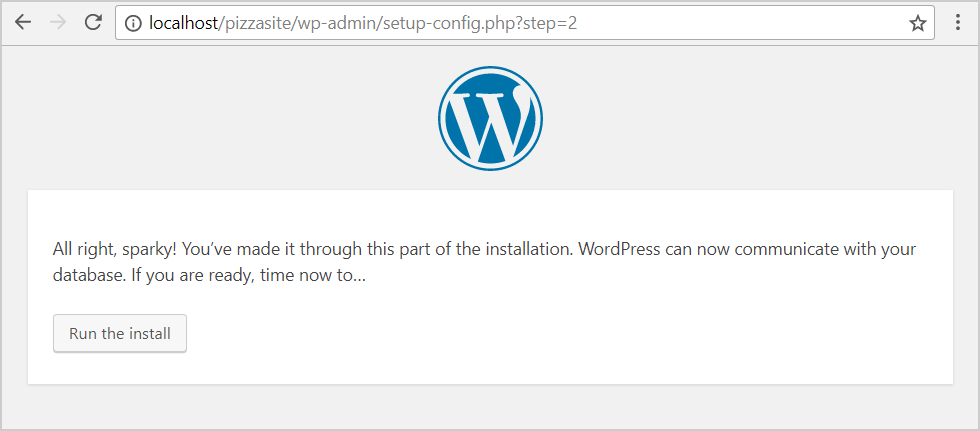 localhost/pizzasite/wp-admin/setup-config.php?step=2
All right, sparky! You’ve made it through this part of the installation. WordPress can now communicate with your
database. If you are ready, time now to…
Run the install